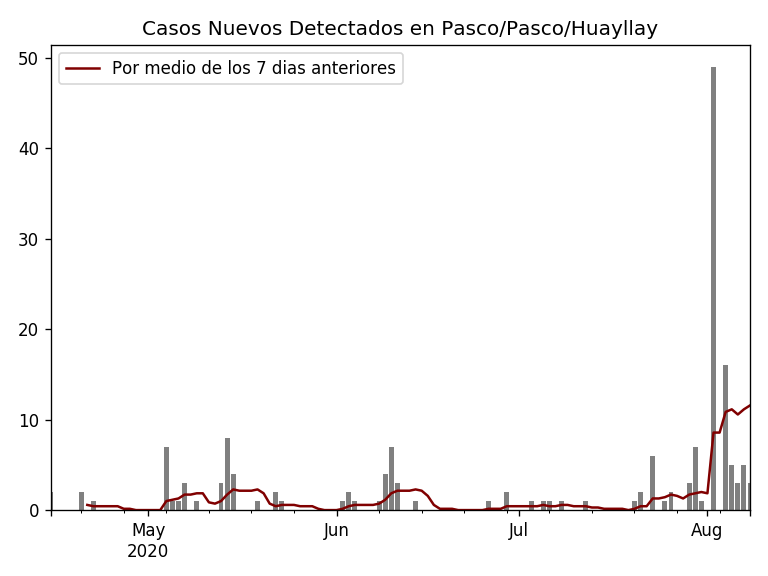 Casos Nuevos Detectados en Pasco/Pasco/Huayllay
Por medio de los 7 dias anteriores
50
40
30
20
10
0
May
2020
Jun
Jul
Aug